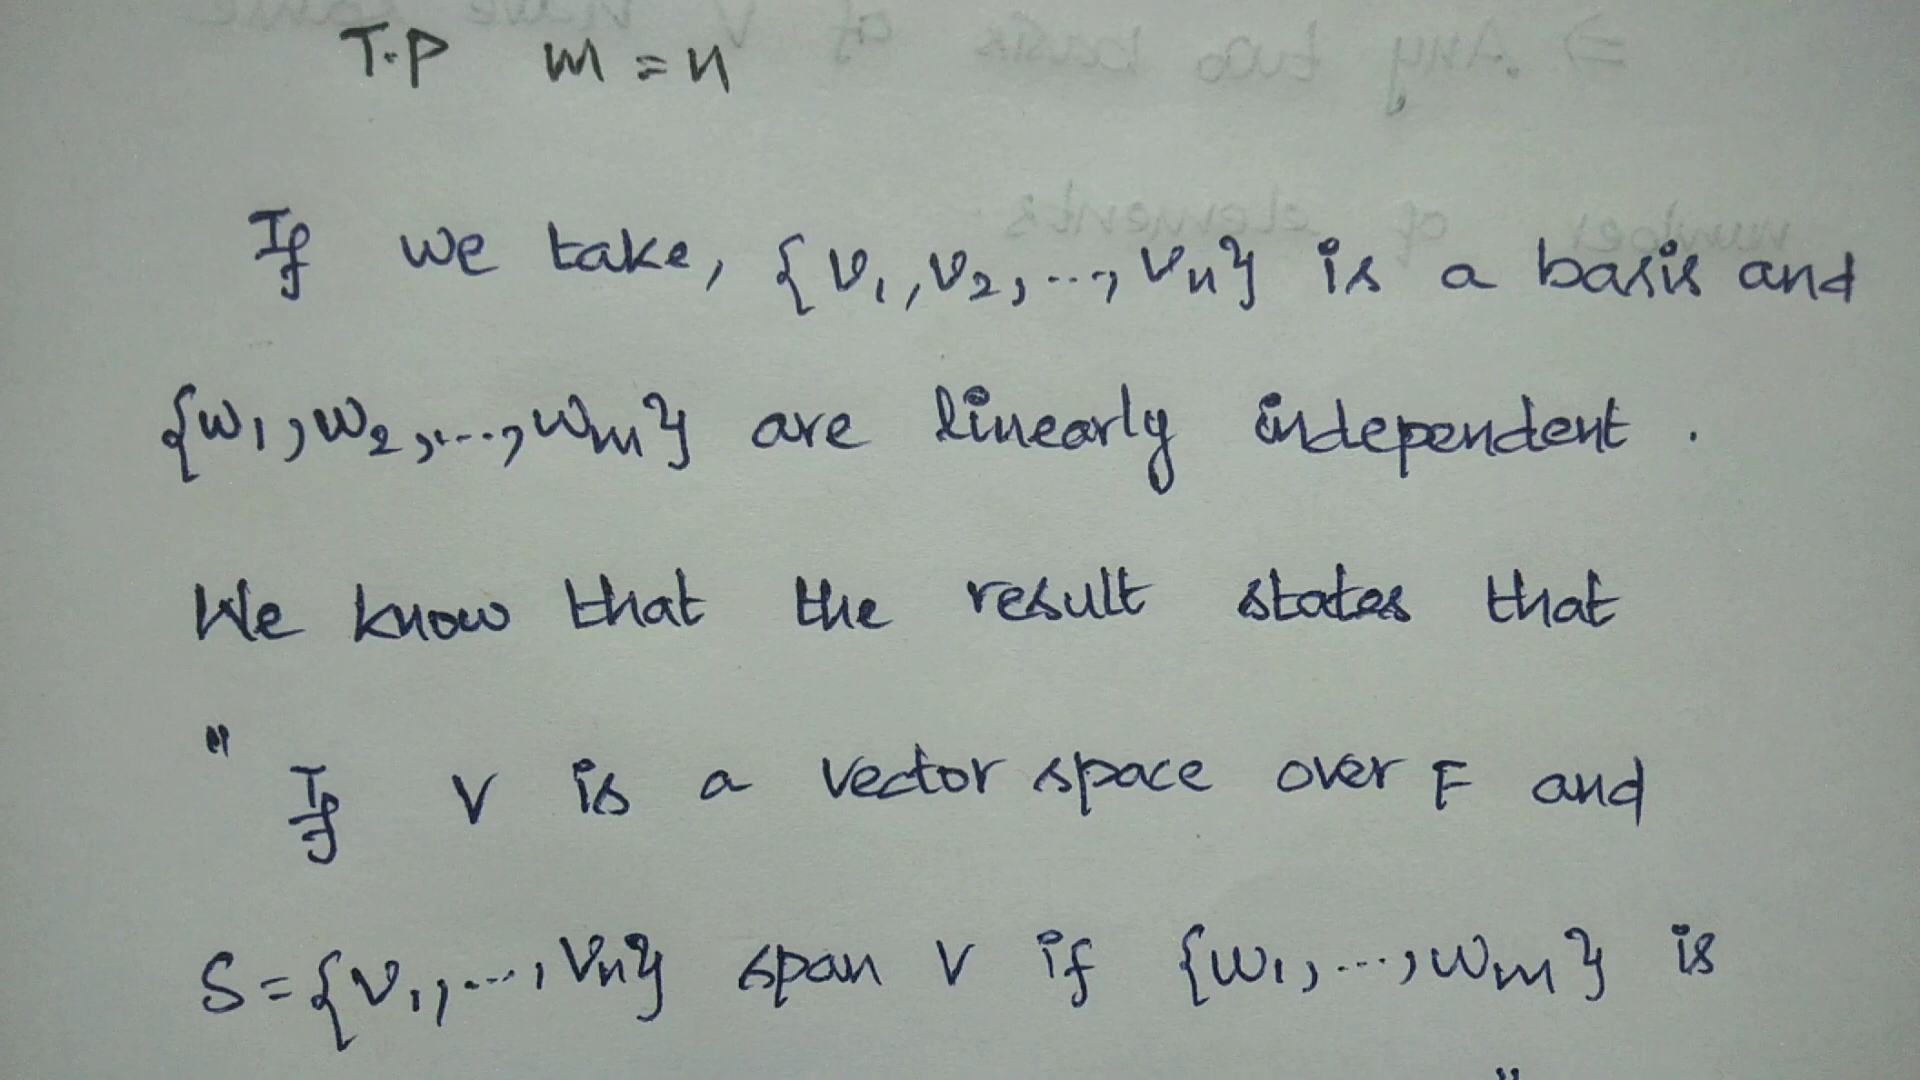 T.P m = n
If we take, {v₁, v₂, ..., vₙ} is a basis and
{w₁, w₂, ..., wₘ} are linearly independent.
We know that the result states that
" If V is a vector space over F and
S = {v₁, ..., vₙ} span V if {w₁, ..., wₘ} is
"